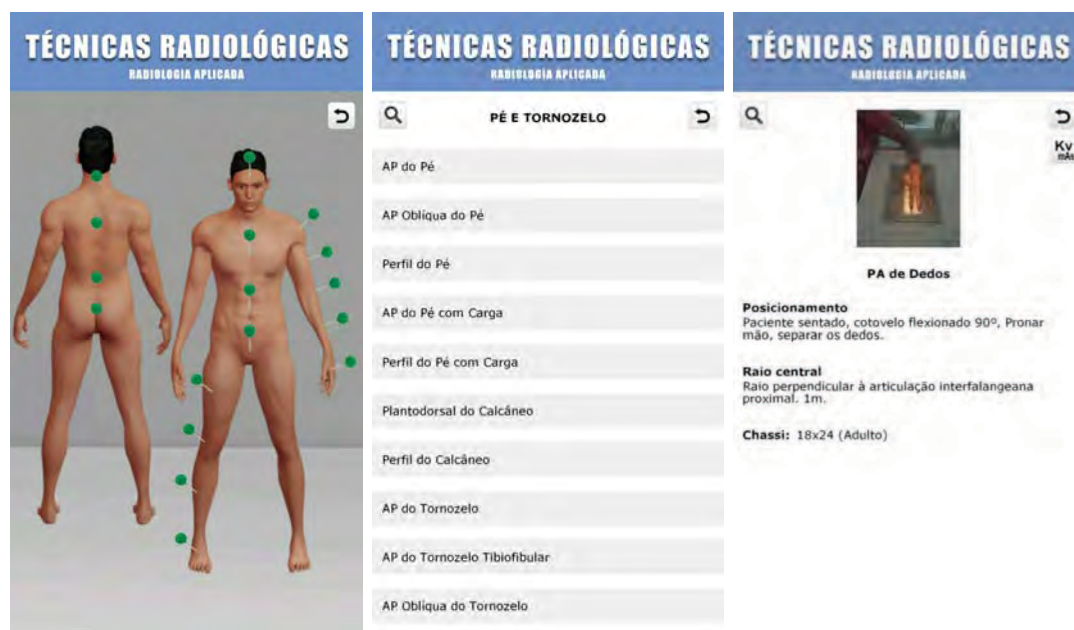 TÉCNICAS RADIOLÓGICAS
RADIOLOGIA APLICADA
TÉCNICAS RADIOLÓGICAS
RADIOLOGIA APLICADA
PÉ E TORNOZELO
AP do Pé
AP Obliqua do Pé
Perfil do Pé
AP do Pé com Carga
Perfil do Pé com Carga
Plantodorsal do Calcâneo
Perfil do Calcâneo
AP do Tornozelo
AP do Tornozelo Tibiofibular
AP Obliqua do Tornozelo
TÉCNICAS RADIOLÓGICAS
RADIOLOGIA APLICADA
Kv
mAs
PA de Dedos
Posicionamento
Paciente sentado, cotovelo flexionado 90º, Pronar
mão, separar os dedos.
Raio central
Raio perpendicular à articulação interfalangeana
proximal. 1m.
Chassi: 18x24 (Adulto)